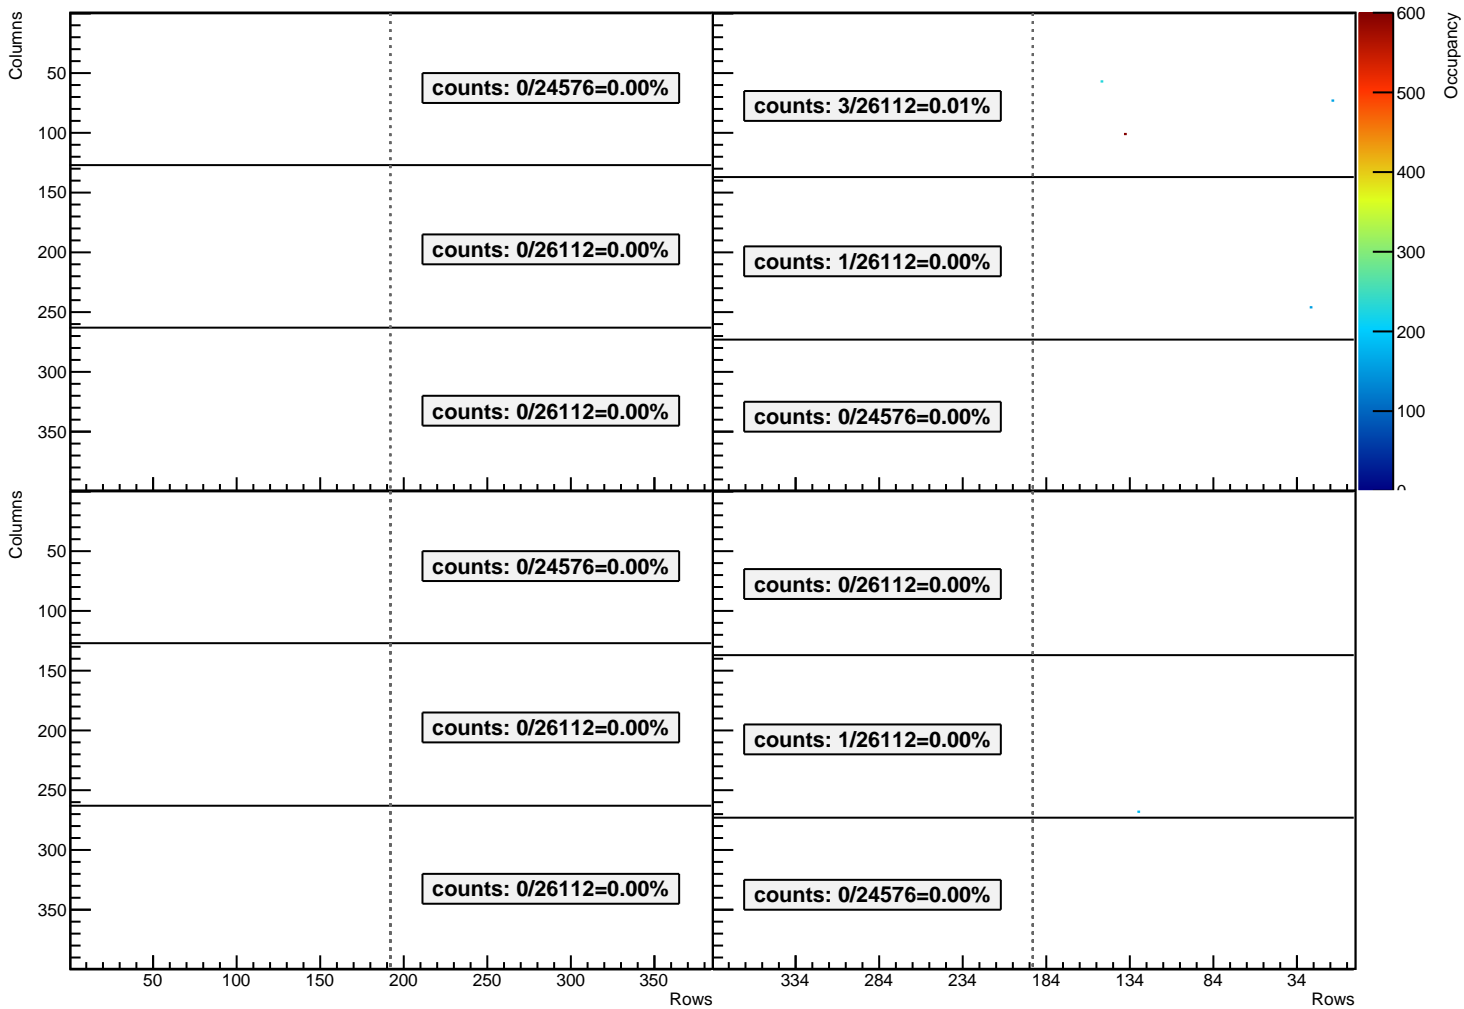 Columns
50
100
150
200
250
300
350
counts: 0/24576=0.00%
counts: 0/26112=0.00%
counts: 0/26112=0.00%
counts: 3/26112=0.01%
counts: 1/26112=0.00%
counts: 0/24576=0.00%
600
500
400
300
200
100
0
Occupancy
Columns
50
100
150
200
250
300
350
counts: 0/24576=0.00%
counts: 0/26112=0.00%
counts: 0/26112=0.00%
50 100 150 200 250 300 350
Rows
counts: 0/26112=0.00%
counts: 1/26112=0.00%
counts: 0/24576=0.00%
334 284 234 184 134 84 34
Rows